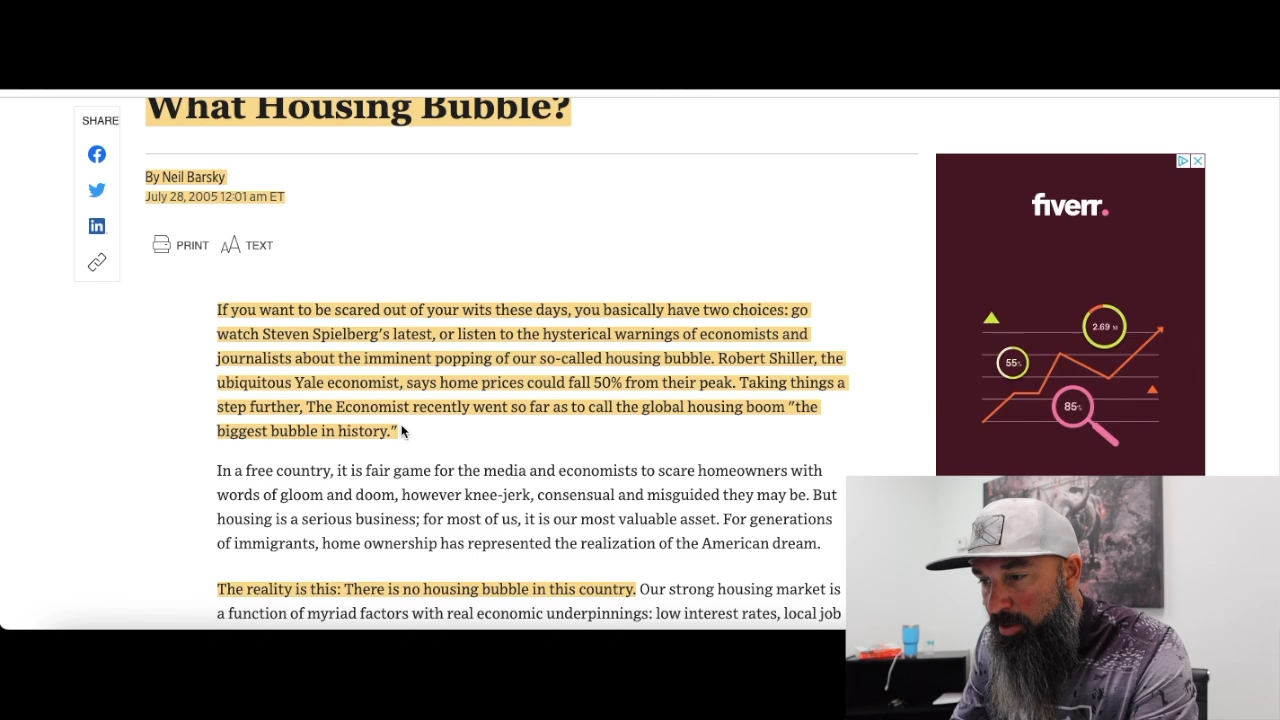 What Housing Bubble?
SHARE
By Neil Barsky
July 28, 2005 12:01 am ET
PRINT AA TEXT
If you want to be scared out of your wits these days, you basically have two choices: go
watch Steven Spielberg's latest, or listen to the hysterical warnings of economists and
journalists about the imminent popping of our so-called housing bubble. Robert Shiller, the
ubiquitous Yale economist, says home prices could fall 50% from their peak. Taking things a
step further, The Economist recently went so far as to call the global housing boom "the
biggest bubble in history."
In a free country, it is fair game for the media and economists to scare homeowners with
words of gloom and doom, however knee-jerk, consensual and misguided they may be. But
housing is a serious business; for most of us, it is our most valuable asset. For generations
of immigrants, home ownership has represented the realization of the American dream.
The reality is this: There is no housing bubble in this country. Our strong housing market is
a function of myriad factors with real economic underpinnings: low interest rates, local job
fiverr.
2.69 M
55%
85%